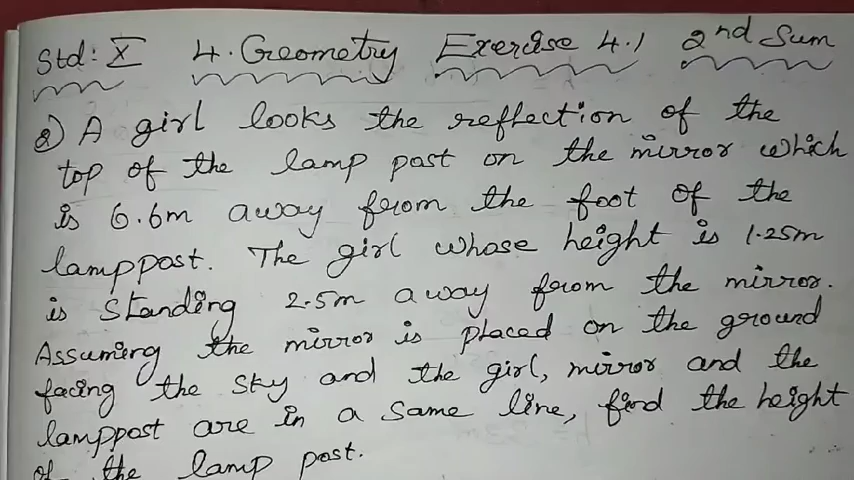 Std: X 4. Geometry Exercise 4.1 2nd Sum
2) A girl looks the reflection of the
top of the lamp post on the mirror which
is 6.6m away from the foot of the
lamppost. The girl whose height is 1.25m
is standing 2.5m away from the mirror.
Assuming the mirror is placed on the ground
facing the sky and the girl, mirror and the
lamppost are in a same line, find the height
of the lamp post.